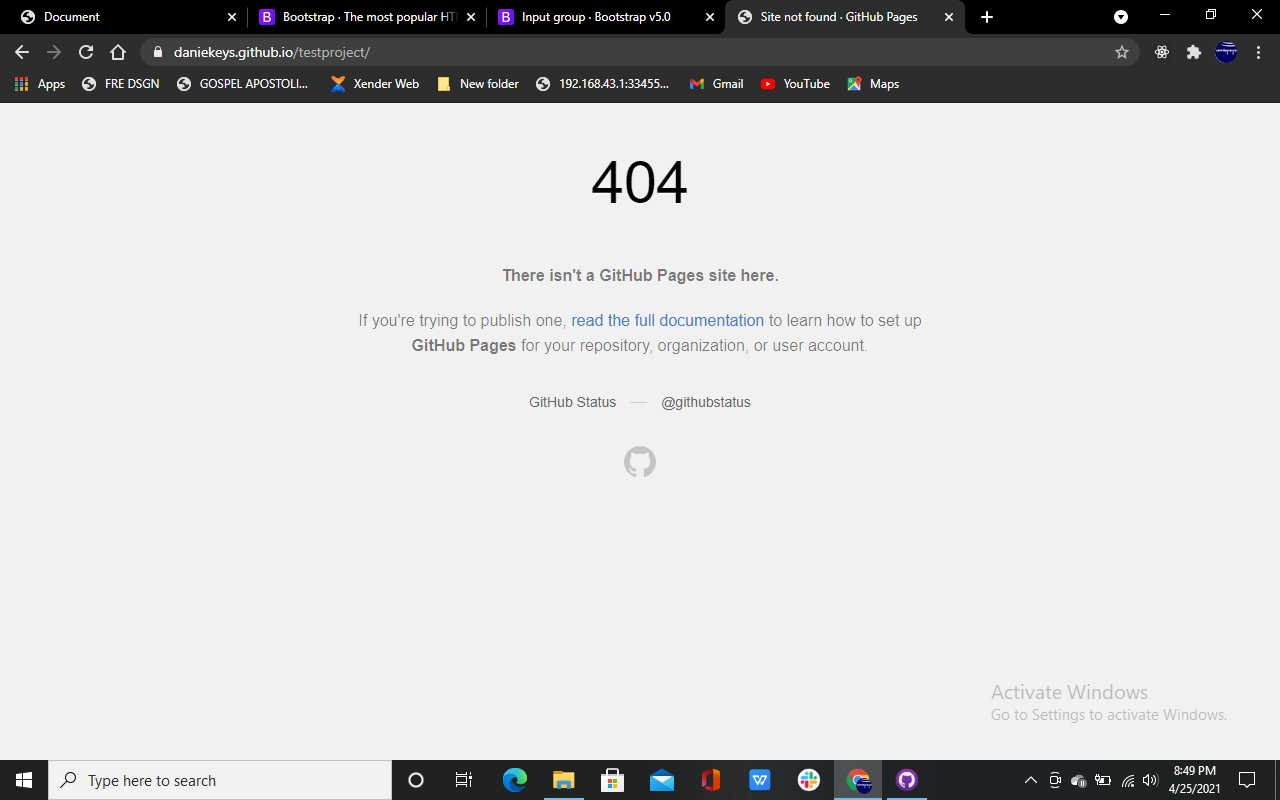 Document
Bootstrap · The most popular HT
Input group · Bootstrap v5.0
Site not found · GitHub Pages
daniekeys.github.io/testproject/
Apps
FRE DSGN
GOSPEL APOSTOLI...
Xender Web
New folder
192.168.43.1:33455...
Gmail
YouTube
Maps
404
There isn't a GitHub Pages site here.
If you're trying to publish one, read the full documentation to learn how to set up
GitHub Pages for your repository, organization, or user account.
GitHub Status — @githubstatus
Activate Windows
Go to Settings to activate Windows.
Type here to search
8:49 PM
4/25/2021